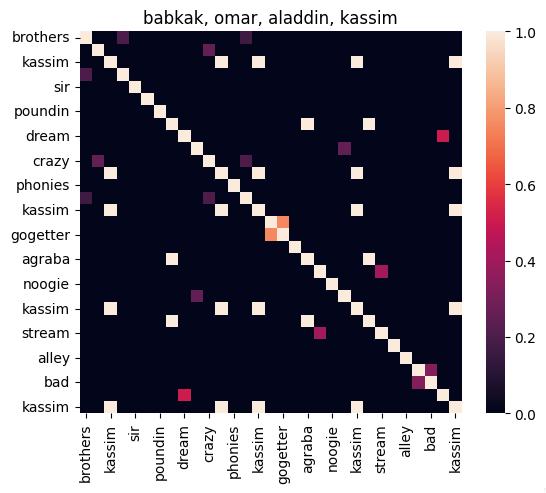 babkak, omar, aladdin, kassim
brothers
kassim
sir
poundin
dream
crazy
phonies
kassim
gogetter
agraba
noogie
kassim
stream
alley
bad
kassim
brothers
kassim
sir
poundin
dream
crazy
phonies
kassim
gogetter
agraba
noogie
kassim
stream
alley
bad
kassim
1.0
0.8
0.6
0.4
0.2
0.0